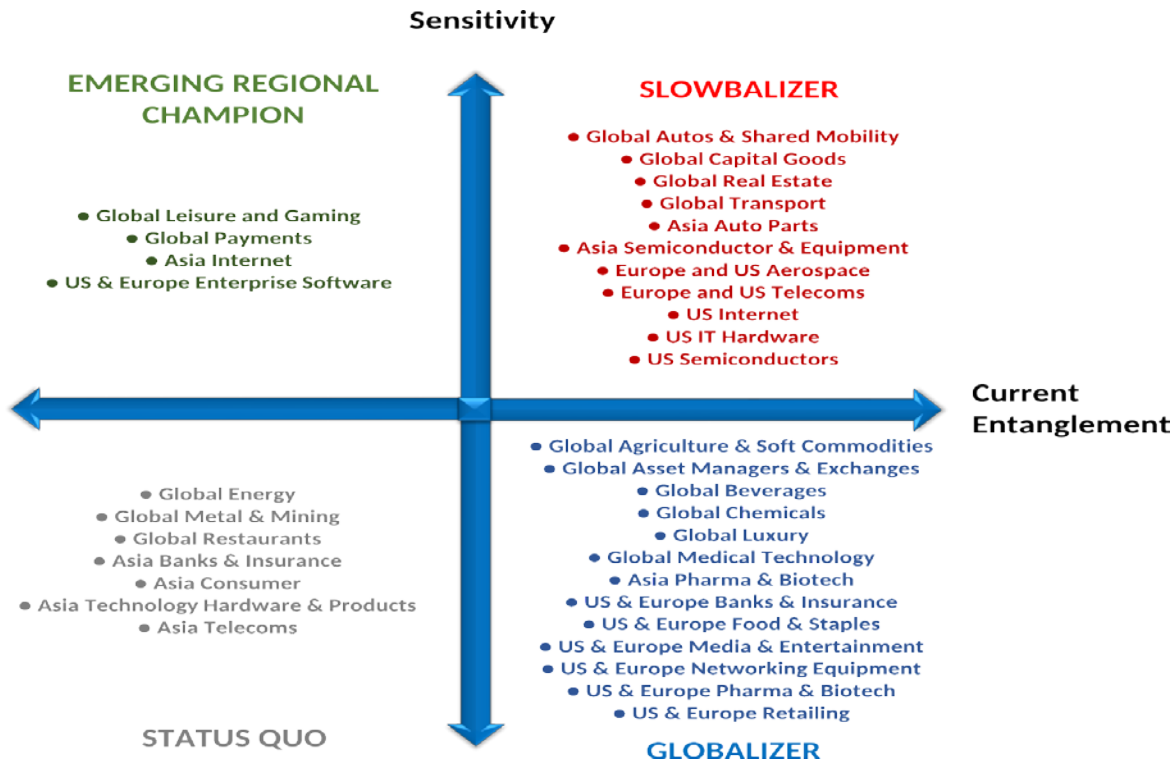 Sensitivity
EMERGING REGIONAL
CHAMPION
● Global Leisure and Gaming
● Global Payments
● Asia Internet
● US & Europe Enterprise Software
SLOWBALIZER
● Global Autos & Shared Mobility
● Global Capital Goods
● Global Real Estate
● Global Transport
● Asia Auto Parts
● Asia Semiconductor & Equipment
● Europe and US Aerospace
● Europe and US Telecoms
● US Internet
● US IT Hardware
● US Semiconductors
Current
Entanglement
● Global Energy
● Global Metal & Mining
● Global Restaurants
● Asia Banks & Insurance
● Asia Consumer
● Asia Technology Hardware & Products
● Asia Telecoms
STATUS QUO
● Global Agriculture & Soft Commodities
● Global Asset Managers & Exchanges
● Global Beverages
● Global Chemicals
● Global Luxury
● Global Medical Technology
● Asia Pharma & Biotech
● US & Europe Banks & Insurance
● US & Europe Food & Staples
● US & Europe Media & Entertainment
● US & Europe Networking Equipment
● US & Europe Pharma & Biotech
● US & Europe Retailing
GLOBALIZER